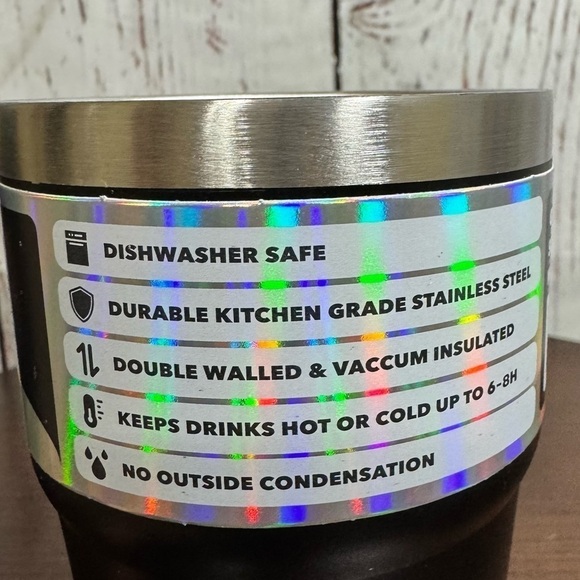 DISHWASHER SAFE
DURABLE KITCHEN GRADE STAINLESS STEEL
DOUBLE WALLED & VACCUM INSULATED
KEEPS DRINKS HOT OR COLD UP TO 6-8H
NO OUTSIDE CONDENSATION